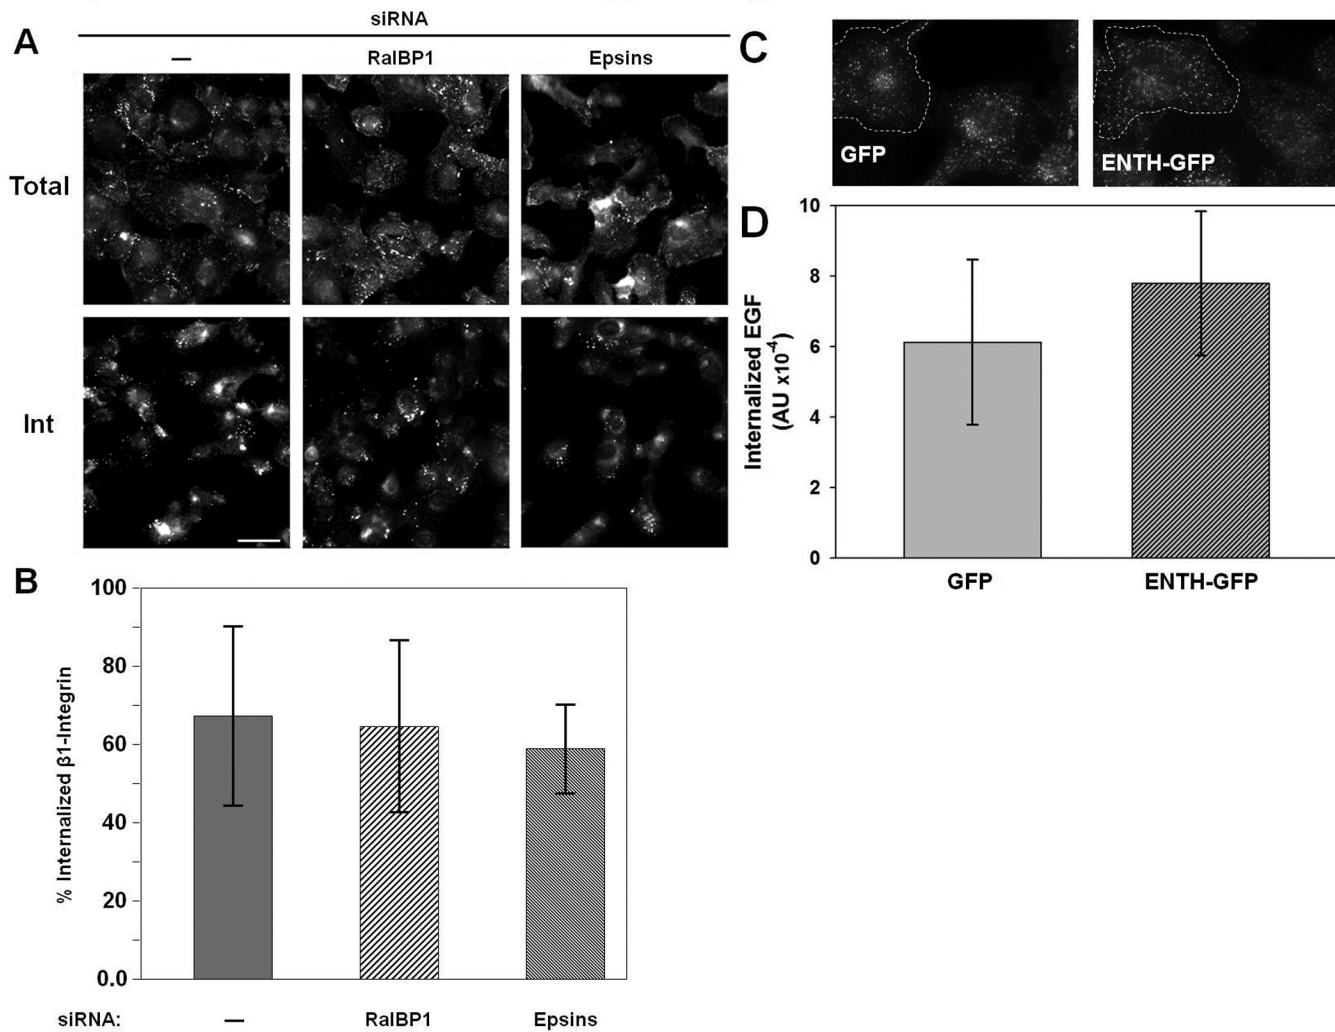 A
siRNA
— RalBP1 Epsins
Total
Int
B
100
80
60
40
20
0.0
% Internalized β1-Integrin
siRNA: — RalBP1 Epsins
C
GFP
ENTH-GFP
D
10
8
6
4
2
0
Internalized EGF
(AU x10⁻⁴)
GFP ENTH-GFP